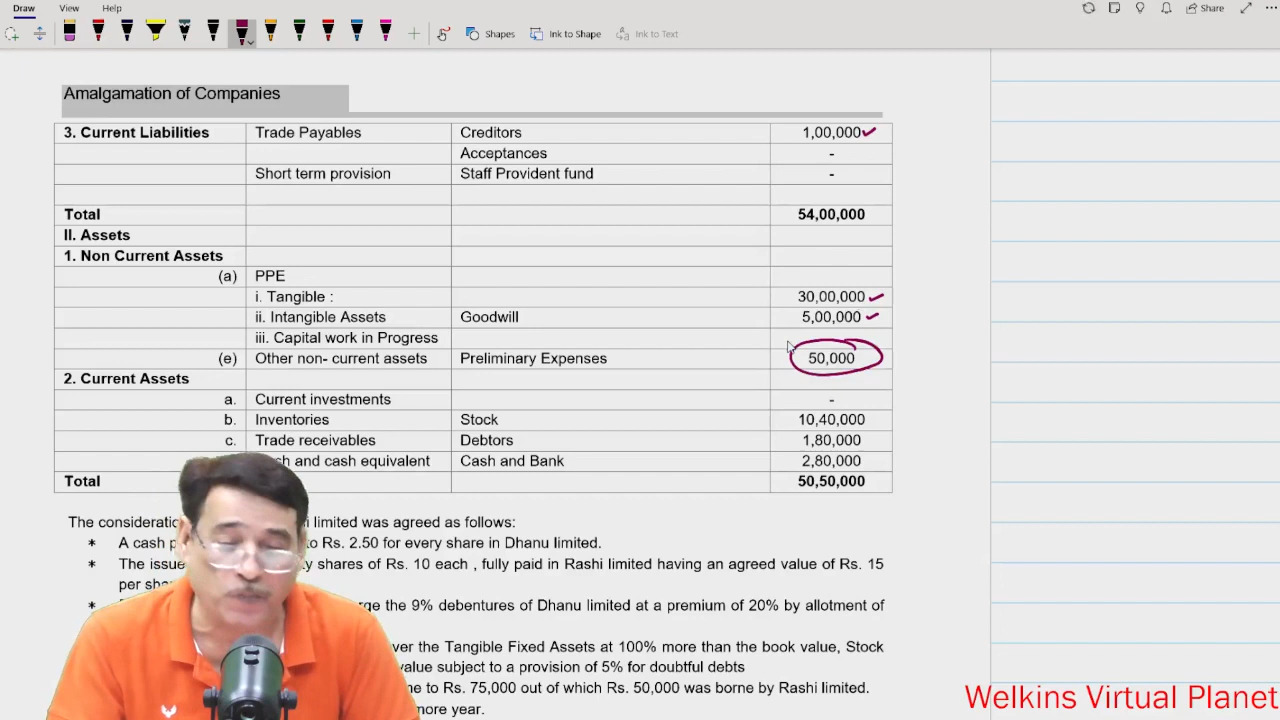 Draw View Help Share
Shapes Ink to Shape Ink to Text
Amalgamation of Companies
3. Current Liabilities Trade Payables Creditors 1,00,000
Acceptances -
Short term provision Staff Provident fund -
Total 54,00,000
II. Assets
1. Non Current Assets
(a) PPE
i. Tangible : 30,00,000
ii. Intangible Assets Goodwill 5,00,000
iii. Capital work in Progress
(e) Other non- current assets Preliminary Expenses 50,000
2. Current Assets
a. Current investments -
b. Inventories Stock 10,40,000
c. Trade receivables Debtors 1,80,000
and cash equivalent Cash and Bank 2,80,000
Total 50,50,000
The limited was agreed as follows:
* A cash to Rs. 2.50 for every share in Dhanu limited.
* The issue shares of Rs. 10 each , fully paid in Rashi limited having an agreed value of Rs. 15
per
* the 9% debentures of Dhanu limited at a premium of 20% by allotment of
the Tangible Fixed Assets at 100% more than the book value, Stock
value subject to a provision of 5% for doubtful debts
to Rs. 75,000 out of which Rs. 50,000 was borne by Rashi limited.
more year.
Welkins Virtual Planet